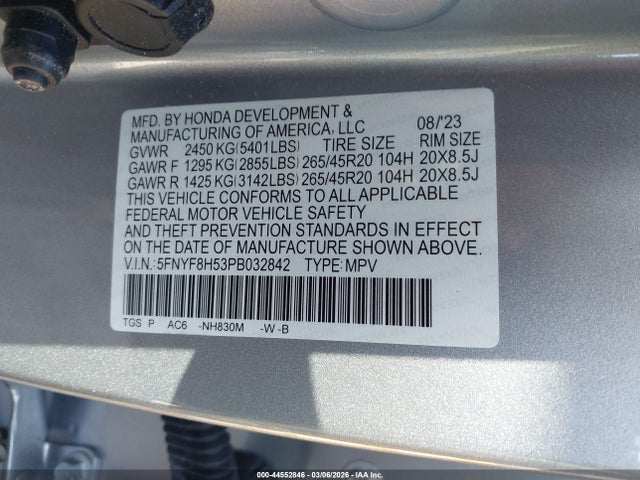 MFD. BY HONDA DEVELOPMENT & 08/'23
MANUFACTURING OF AMERICA, LLC
GVWR 2450 KG(5401LBS) TIRE SIZE RIM SIZE
GAWR F 1295 KG(2855LBS) 265/45R20 104H 20X8.5J
GAWR R 1425 KG(3142LBS) 265/45R20 104H 20X8.5J
THIS VEHICLE CONFORMS TO ALL APPLICABLE
FEDERAL MOTOR VEHICLE SAFETY
AND THEFT PREVENTION STANDARDS IN EFFECT
ON THE DATE OF MANUFACTURE SHOWN ABOVE.
V.I.N.:5FNYF8H53PB032842 TYPE:MPV
TGS P AC6 -NH830M -W -B
000-44552846 - 03/06/2026 - IAA Inc.